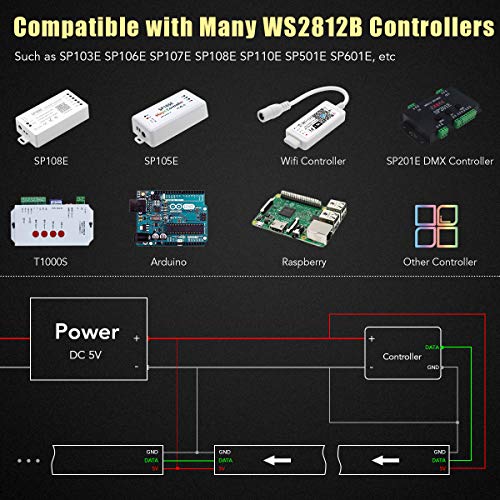 Compatible with Many WS2812B Controllers
Such as SP103E SP106E SP107E SP108E SP110E SP501E SP601E, etc
SP105E
SP108E SP105E Wifi Controller SP201E DMX Controller
T1000S Arduino Raspberry Other Controller
Power
DC 5V
+
-
+
-
Controller
DATA
GND
GND
DATA
5V
GND
DATA
5V
GND
DATA
5V